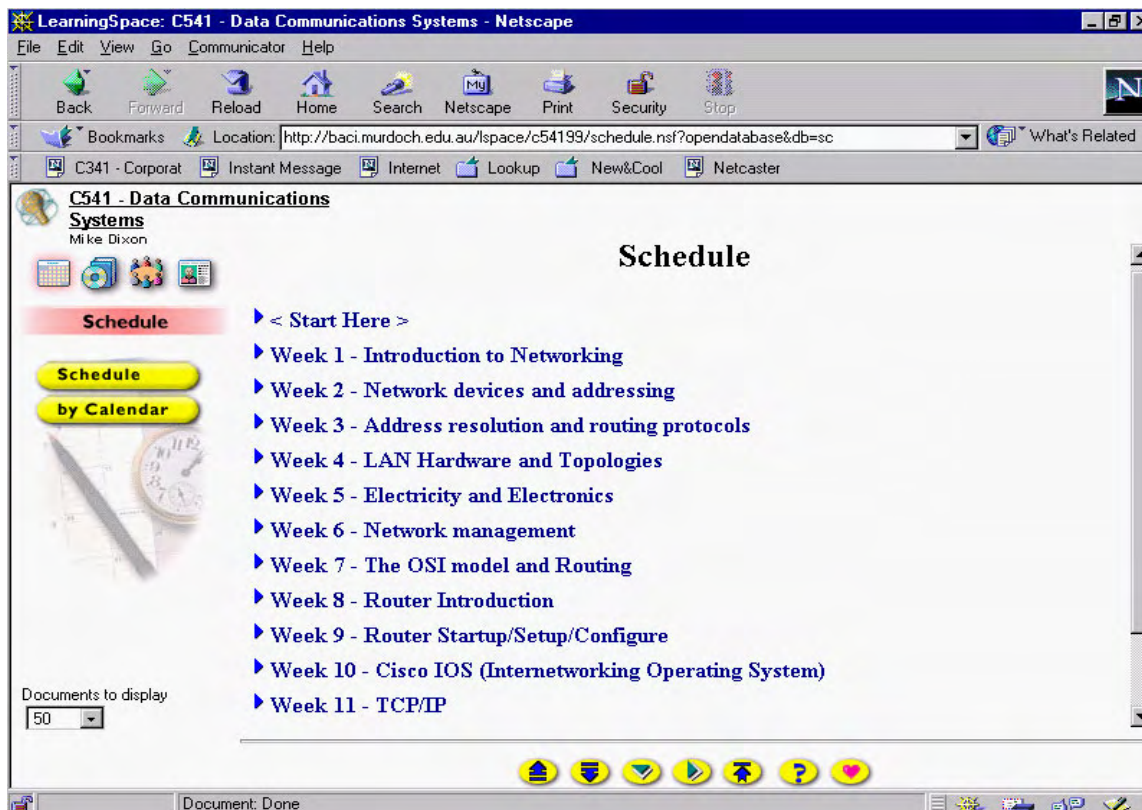 LearningSpace: C541 - Data Communications Systems - Netscape
File Edit View Go Communicator Help
Back Forward Reload Home Search Netscape Print Security Stop
My
N
Bookmarks Location: http://baci.murdoch.edu.au/lspace/c54199/schedule.nsf?opendatabase&db=sc What's Related
C341 - Corporat Instant Message Internet Lookup New&Cool Netcaster
C541 - Data Communications
Systems
Mike Dixon
Schedule
Schedule
Schedule
by Calendar
< Start Here >
Week 1 - Introduction to Networking
Week 2 - Network devices and addressing
Week 3 - Address resolution and routing protocols
Week 4 - LAN Hardware and Topologies
Week 5 - Electricity and Electronics
Week 6 - Network management
Week 7 - The OSI model and Routing
Week 8 - Router Introduction
Week 9 - Router Startup/Setup/Configure
Week 10 - Cisco IOS (Internetworking Operating System)
Week 11 - TCP/IP
Documents to display
50
?
Document: Done